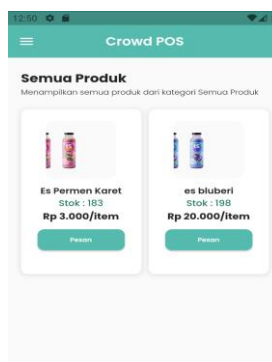 12:50
Crowd POS
Semua Produk
Menampilkan semua produk dari kategori Semua Produk
Es Permen Karet
Stok : 183
Rp 3.000/item
Pesan
es bluberi
Stok : 198
Rp 20.000/item
Pesan